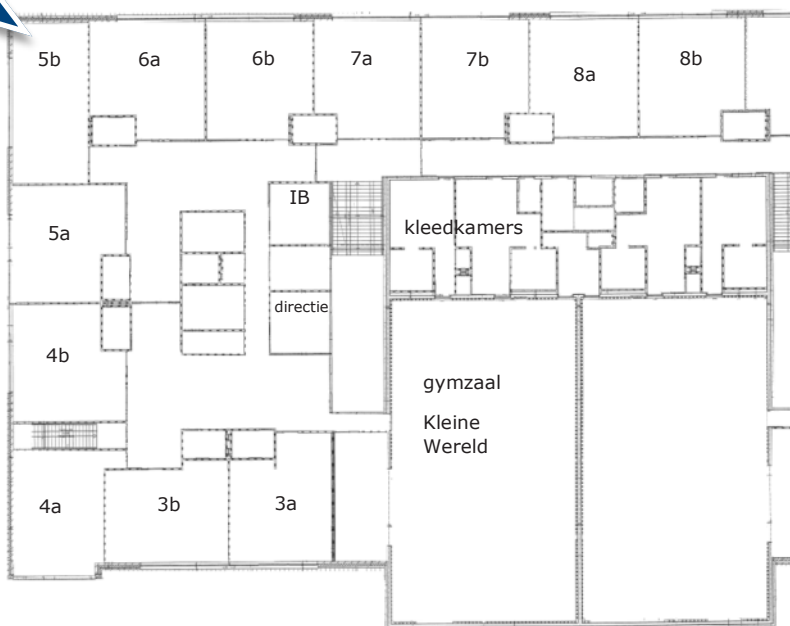 5b
6a
6b
7a
7b
8a
8b
IB
5a
kleedkamers
directie
4b
gymzaal
Kleine
Wereld
4a
3b
3a